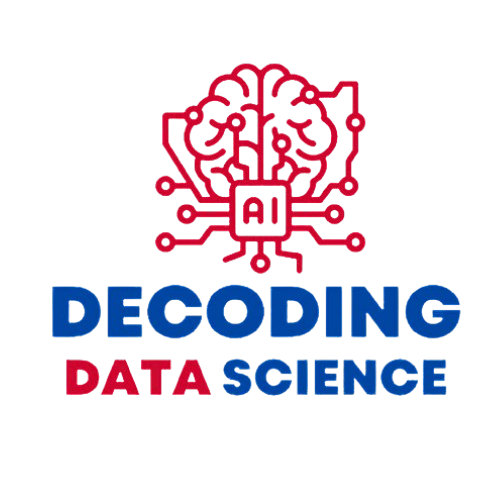 AI
DECODING
DATA SCIENCE